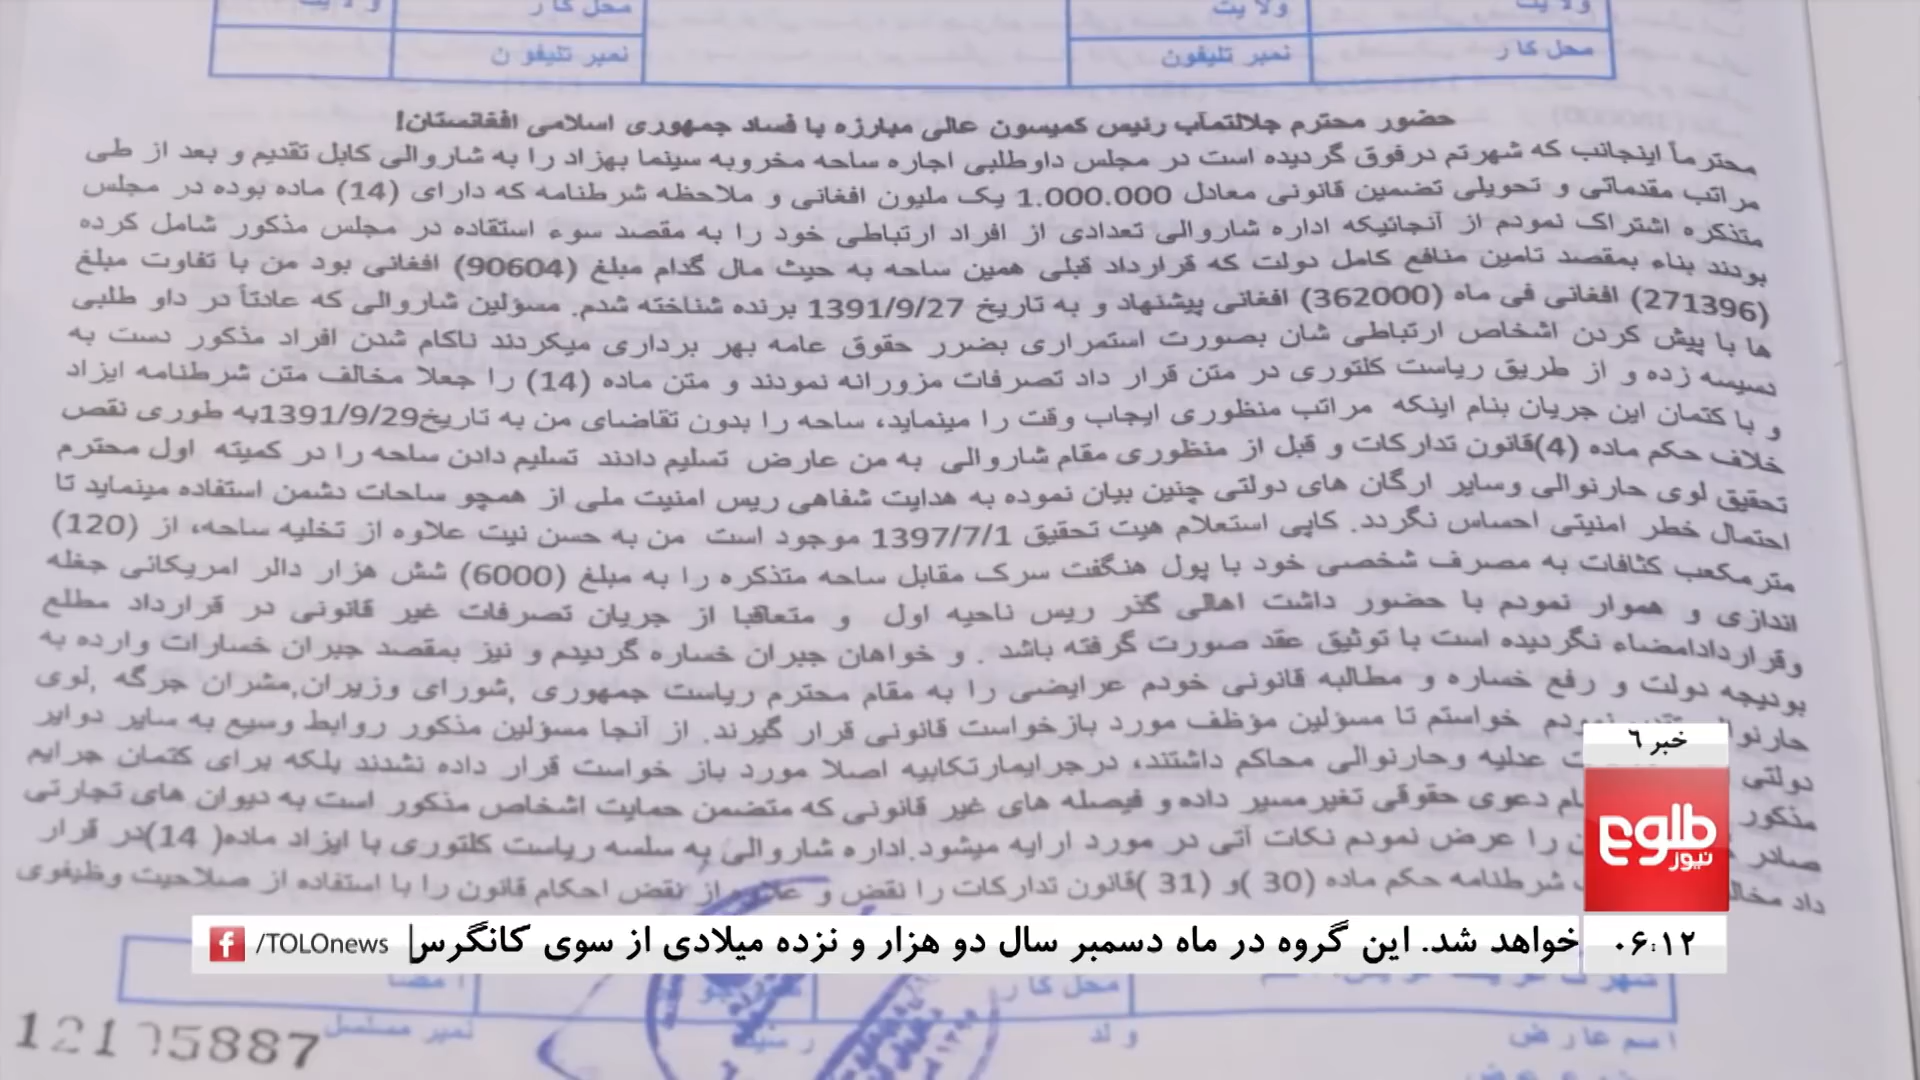 ولایت
ولایت
محل کار
ولایت
محل کار
نمبر تلیفون
نمبر تلیفو ن
حضور محترم جلالتمآب رئیس کمیسون عالی مبارزه با فساد جمهوری اسلامی افغانستان!
محترماً اینجانب که شهرتم درفوق گردیده است در مجلس داوطلبی اجاره ساحه مخروبه سینما بهزاد را به شاروالی کابل تقدیم و بعد از طی
مراتب مقدماتی و تحویلی تضمین قانونی معادل 1.000.000 یک ملیون افغانی و ملاحظه شرطنامه که دارای (14) ماده بوده در مجلس
متذکره اشتراک نمودم از آنجائیکه اداره شاروالی تعدادی از افراد ارتباطی خود را به مقصد سوء استقاده در مجلس مذکور شامل کرده
بودند بناء بمقصد تامین منافع کامل دولت که قرارداد قبلی همین ساحه به حیث مال گدام مبلغ (90604) افغانی بود من با تفاوت مبلغ
(271396) افغانی فی ماه (362000) افغانی پیشنهاد و به تاریخ 1391/9/27 برنده شناخته شدم. مسؤلین شاروالی که عادتاً در داو طلبی
ها با پیش کردن اشخاص ارتباطی شان بصورت استمراری بضرر حقوق عامه بهر برداری میکردند ناکام شدن افراد مذکور دست به
دسیسه زده و از طریق ریاست کلتوری در متن قرار داد تصرفات مزورانه نمودند و متن ماده (14) را جعلا مخالف متن شرطنامه ایزاد
و با کتمان این جریان بنام اینکه مراتب منظوری ایجاب وقت را مینماید، ساحه را بدون تقاضای من به تاریخ1391/9/29به طوری نقص
خلاف حکم ماده (4)قانون تدارکات و قبل از منظوری مقام شاروالی به من عارض تسلیم دادند تسلیم دادن ساحه را در کمیته اول محترم
تحقیق لوی حارنوالی وسایر ارگان های دولتی چنین بیان نموده به هدایت شفاهی ریس امنیت ملی از همچو ساحات دشمن استفاده مینماید تا
احتمال خطر امنیتی احساس نگردد. کاپی استعلام هیت تحقیق 1397/7/1 موجود است من به حسن نیت علاوه از تخلیه ساحه، از (120)
مترمکعب کثافات به مصرف شخصی خود با پول هنگفت سرک مقابل ساحه متذکره را به مبلغ (6000) شش هزار دالر امریکائی جغله
اندازی و هموار نمودم با حضور داشت اهالی گذر ریس ناحیه اول و متعاقبا از جریان تصرفات غیر قانونی در قرارداد مطلع
وقراردادامضاء نگردیده است با توثیق عقد صورت گرفته باشد . و خواهان جبران خساره گردیدم و نیز بمقصد جبران خسارات وارده به
بودیجه دولت و رفع خساره و مطالبه قانونی خودم عرایضی را به مقام محترم ریاست جمهوری ,شورای وزیران,مشران جرگه ,لوی
نمودم خواستم تا مسؤلین مؤظف مورد بازخواست قانونی قرار گیرند. از آنجا مسؤلین مذکور روابط وسیع به سایر دوایر
دولتی عدلیه وحارنوالی محاکم داشتند، درجرایمارتکابیه اصلا مورد باز خواست قرار داده نشدند بلکه برای کتمان جرایم
مذکور دعوی حقوقی تغیرمسیر داده و فیصله های غیر قانونی که متضمن حمایت اشخاص مذکور است به دیوان های تجارتی
صادر را عرض نمودم نکات آتی در مورد ارایه میشود.اداره شاروالی به سلسه ریاست کلتوری با ایزاد ماده( 14)در قرار
داد شرطنامه حکم ماده (30 )و (31 )قانون تدارکات را نقض و علاوه از نقض احکام قانون را با استفاده از صلاحیت وظیفوی
خبر ۶
طلوع
نیوز
۰۶:۱۲
خواهد شد. این گروه در ماه دسمبر سال دو هزار و نزده میلادی از سوی کانگرس
/TOLOnews
محل کار
امضا
اسم عارض
ولد
نمبر مسلسل